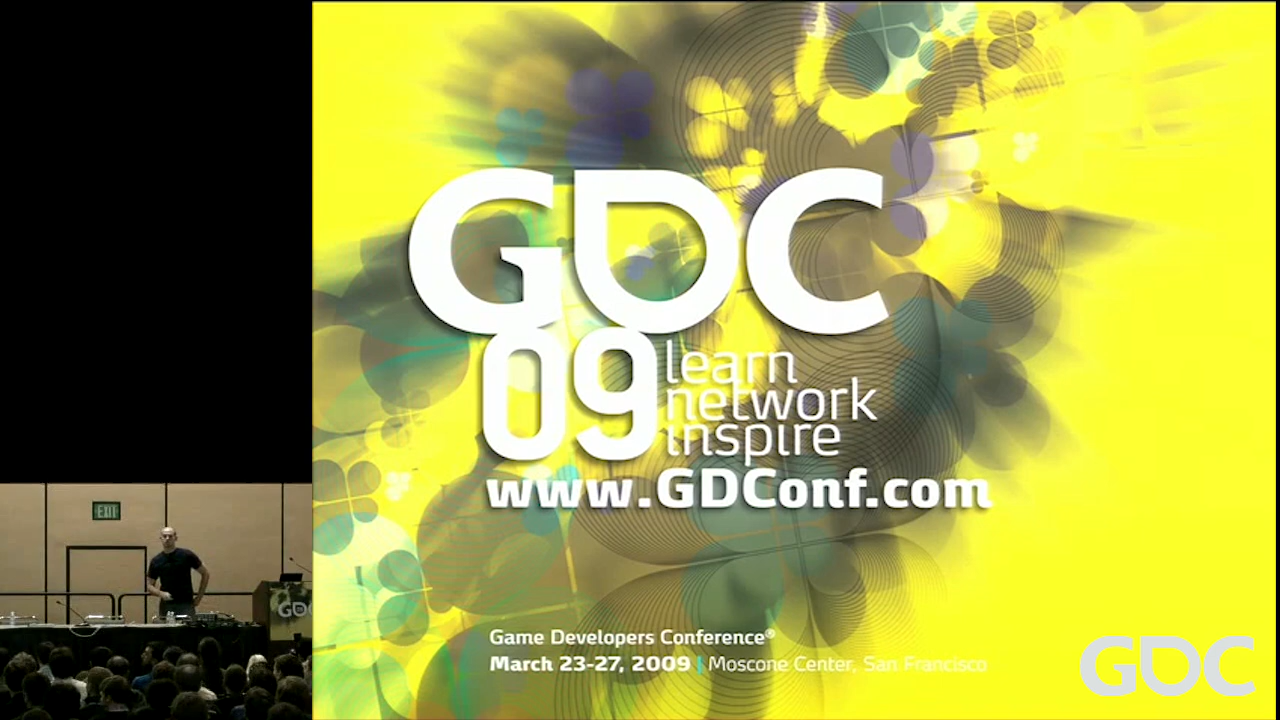 GDC
09
learn
network
inspire
www.GDConf.com
Game Developers Conference®
March 23-27, 2009 | Moscone Center, San Francisco
EXIT
GDC
GDC